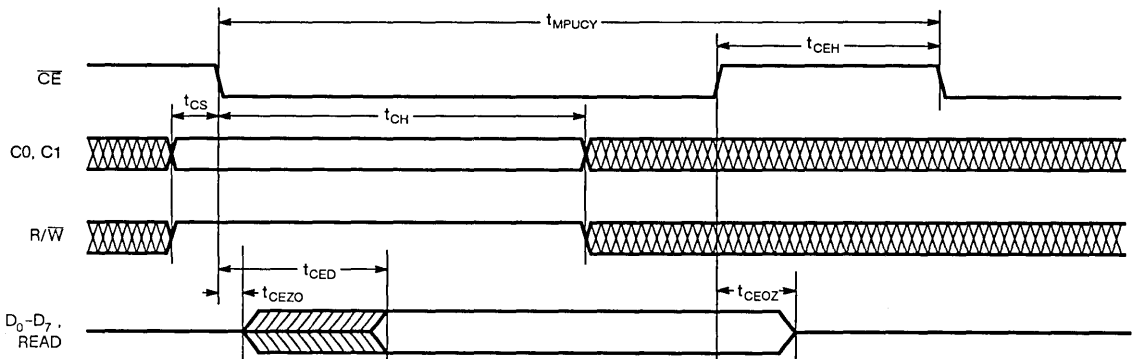 tMPUCY
tCEH
CE
tCS
tCH
C0, C1
R/W
tCED
tCEZO
tCEOZ
D0-D7,
READ